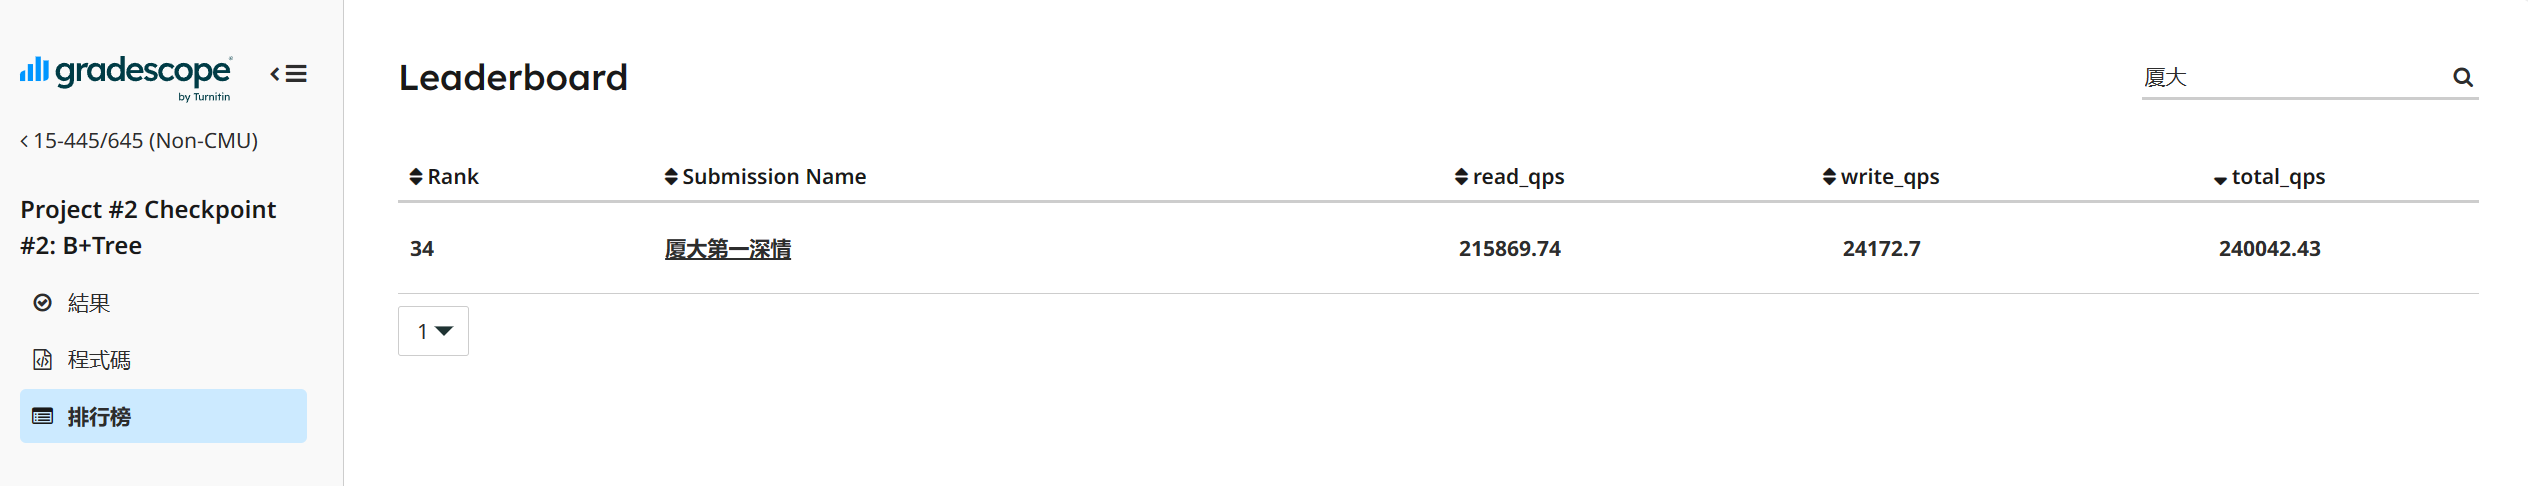 gradescope
by Turnitin
15-445/645 (Non-CMU)
Project #2 Checkpoint
#2: B+Tree
結果
程式碼
排行榜
Leaderboard
厦大
Rank Submission Name read_qps write_qps total_qps
34 厦大第一深情 215869.74 24172.7 240042.43
1